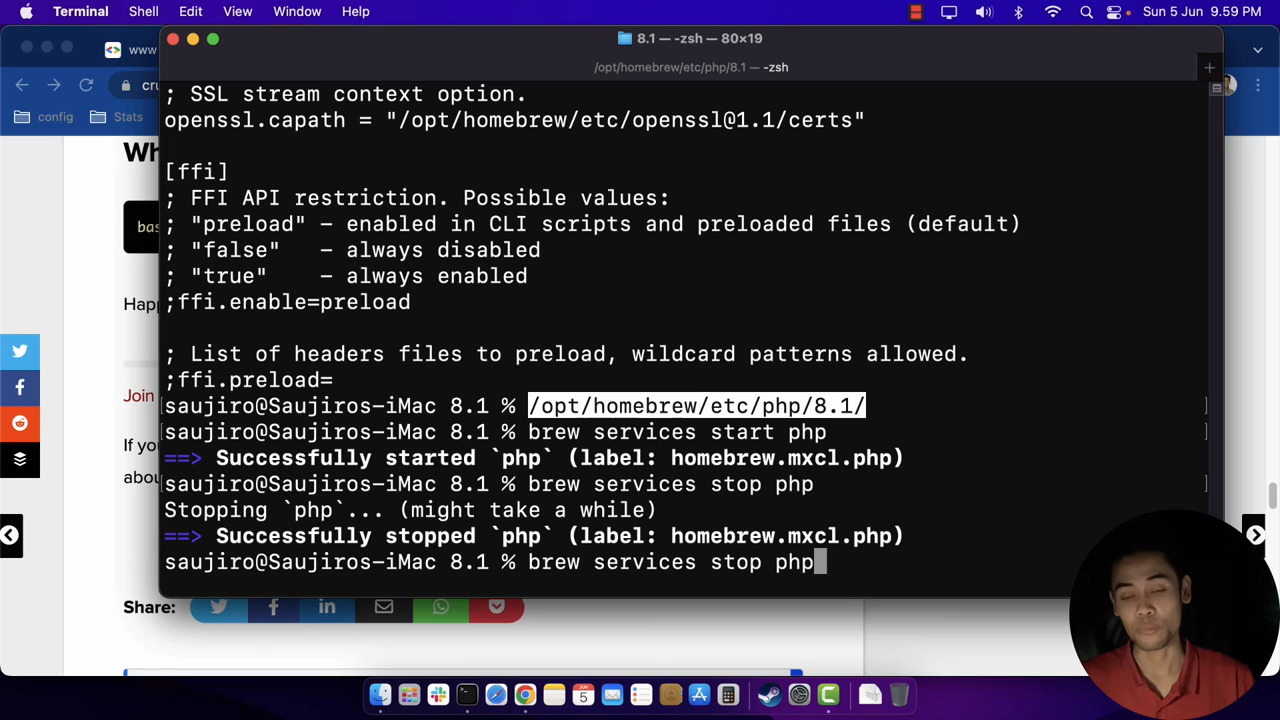 Terminal Shell Edit View Window Help Sun 5 Jun 9.59 PM
8.1 — -zsh — 80×19
/opt/homebrew/etc/php/8.1 — -zsh
www
config Stats
; SSL stream context option.
openssl.capath = "/opt/homebrew/etc/openssl@1.1/certs"
[ffi]
; FFI API restriction. Possible values:
; "preload" - enabled in CLI scripts and preloaded files (default)
; "false" - always disabled
; "true" - always enabled
;ffi.enable=preload
; List of headers files to preload, wildcard patterns allowed.
;ffi.preload=
saujiro@Saujiros-iMac 8.1 % /opt/homebrew/etc/php/8.1/
saujiro@Saujiros-iMac 8.1 % brew services start php
==> Successfully started `php` (label: homebrew.mxcl.php)
saujiro@Saujiros-iMac 8.1 % brew services stop php
Stopping `php`... (might take a while)
==> Successfully stopped `php` (label: homebrew.mxcl.php)
saujiro@Saujiros-iMac 8.1 % brew services stop php
Join
If you
Share: